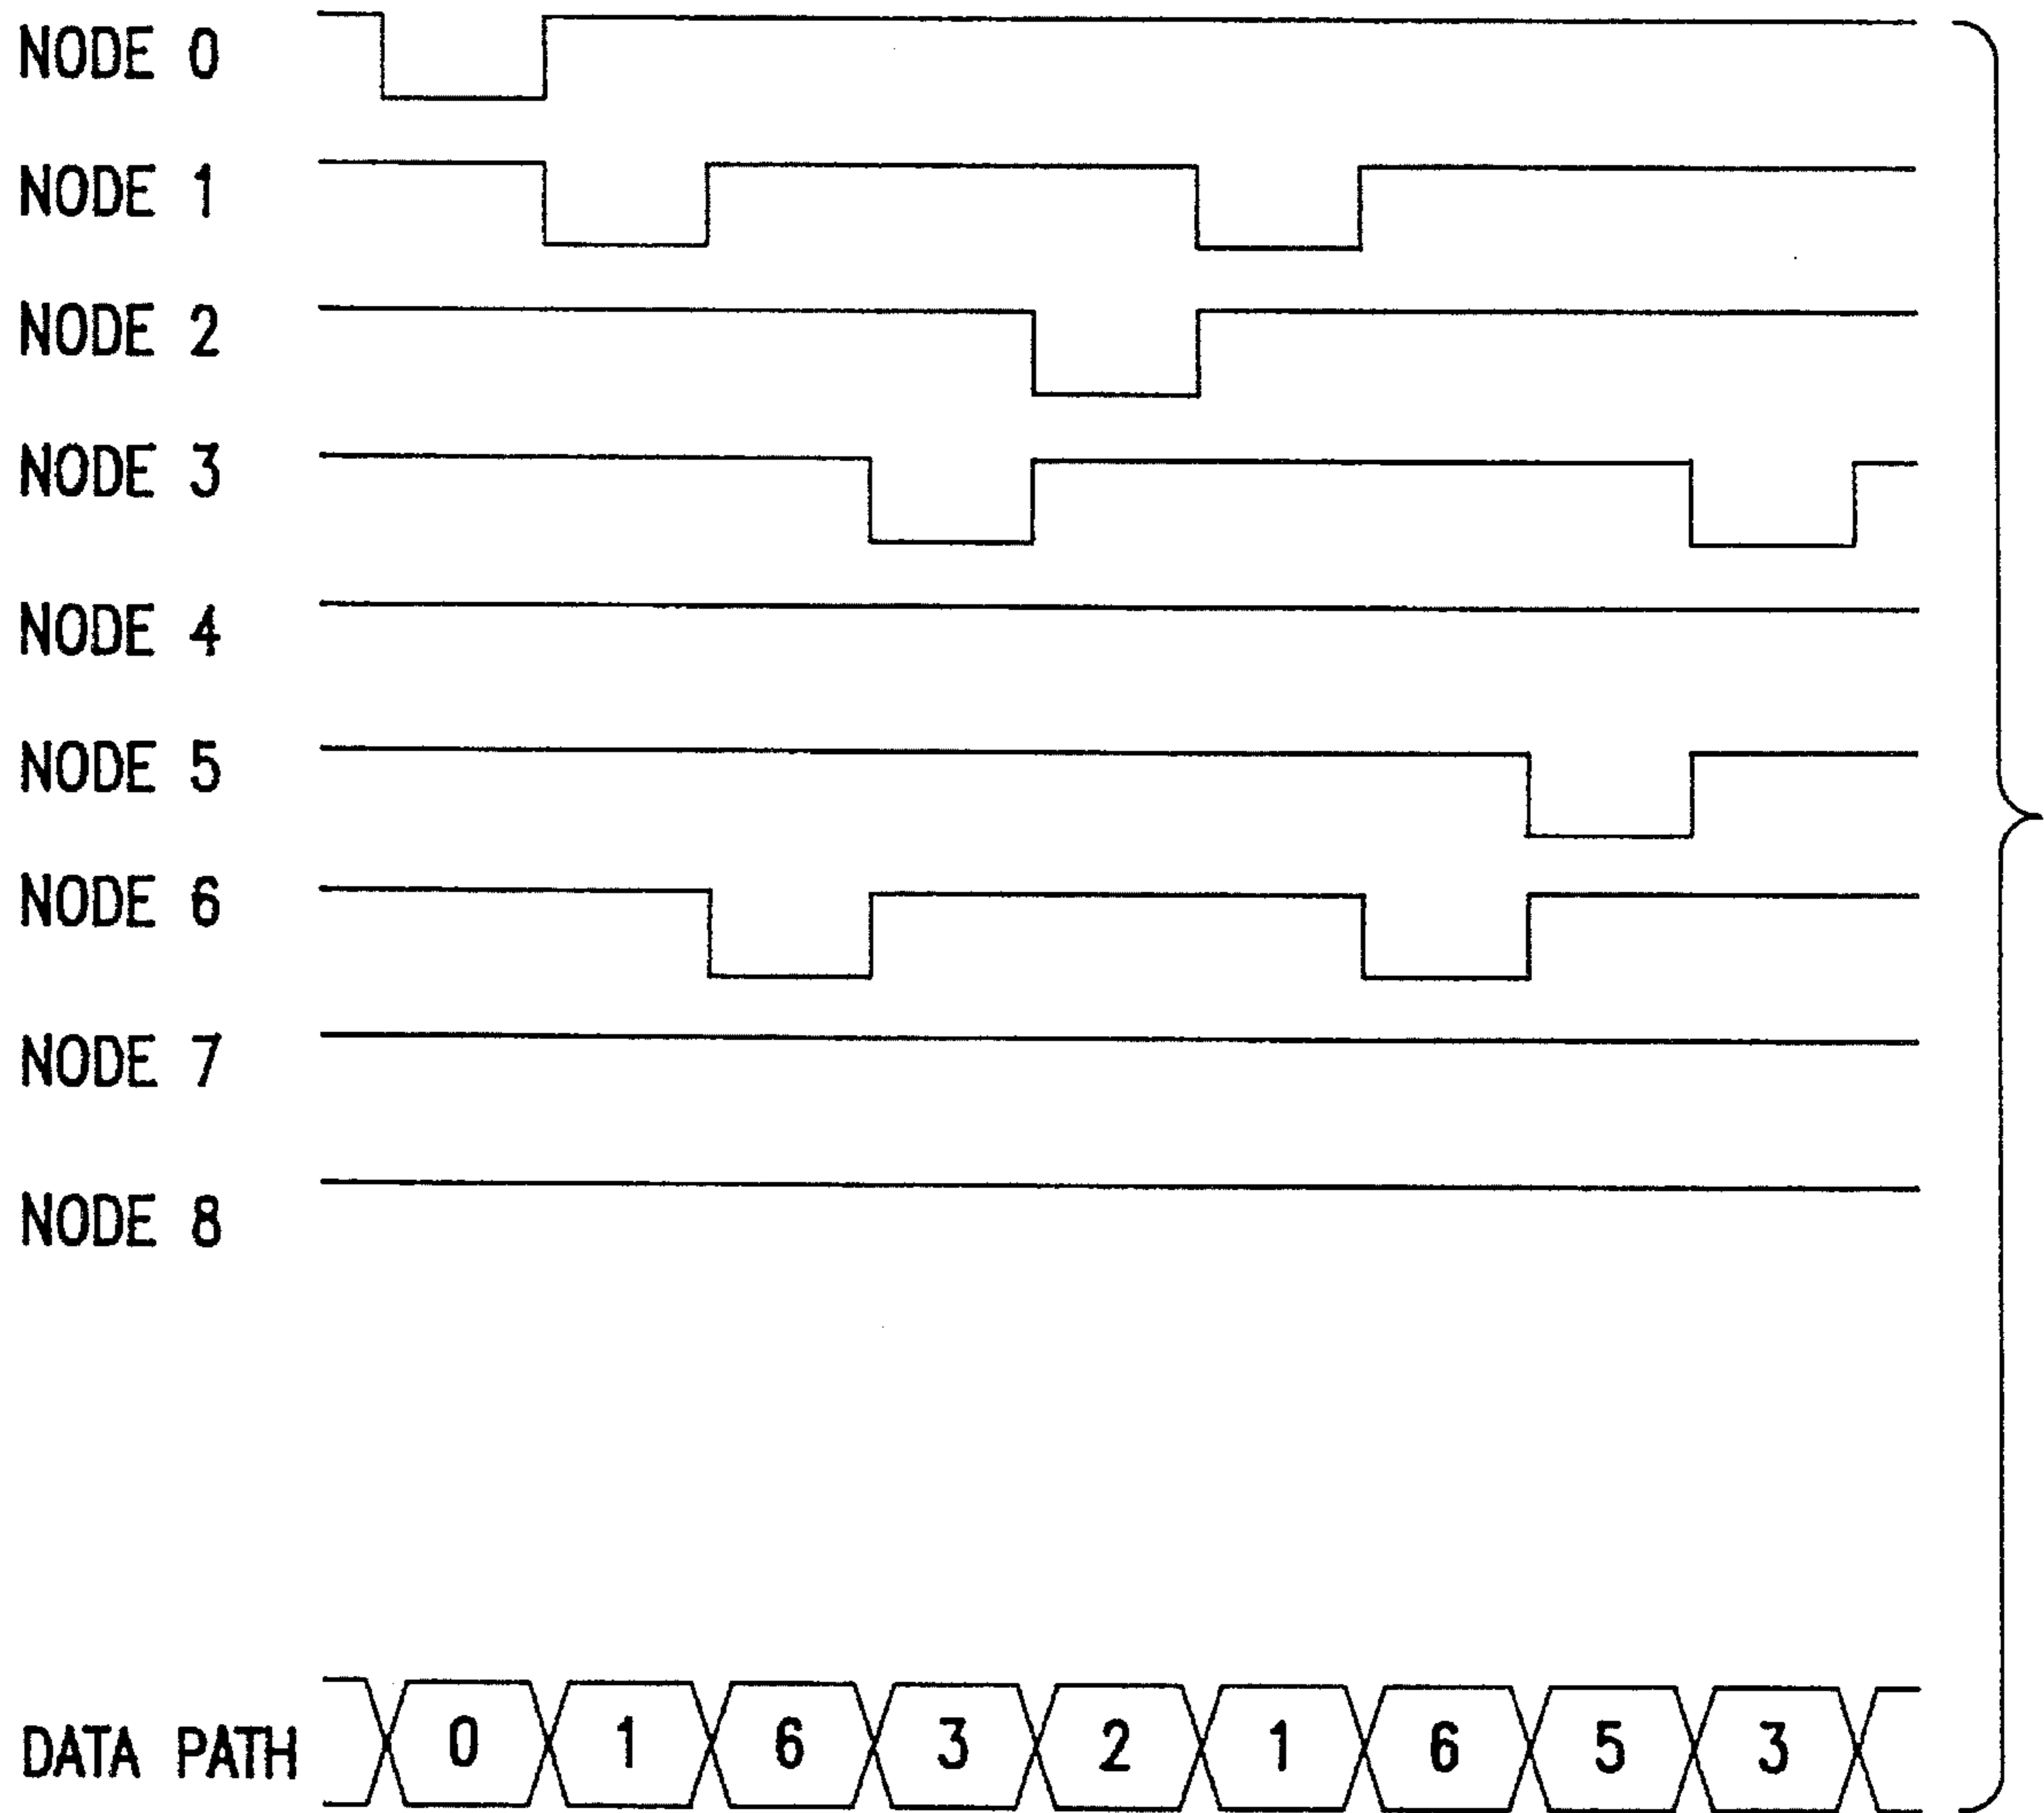 NODE 0
NODE 1
NODE 2
NODE 3
NODE 4
NODE 5
NODE 6
NODE 7
NODE 8
DATA PATH 0 1 6 3 2 1 6 5 3